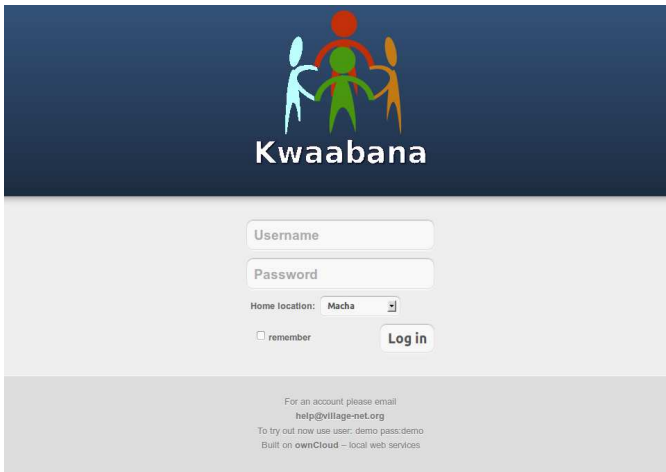 Kwaabana
Username
Password
Home location: Macha
remember Log in
For an account please email
help@village-net.org
To try out now use user: demo pass:demo
Built on ownCloud – local web services